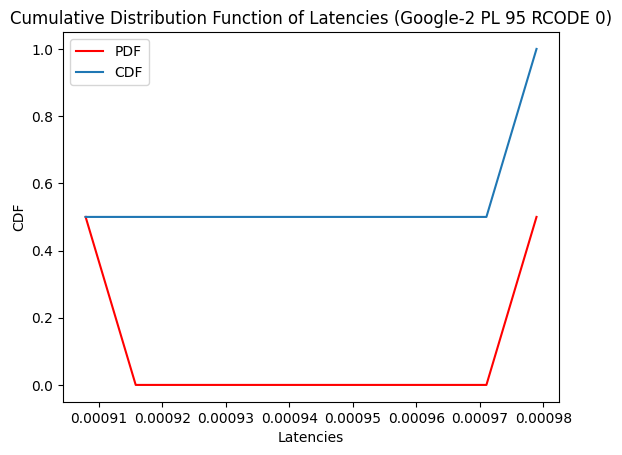 Cumulative Distribution Function of Latencies (Google-2 PL 95 RCODE 0)
PDF
CDF
1.0
0.8
0.6
0.4
0.2
0.0
CDF
0.00091 0.00092 0.00093 0.00094 0.00095 0.00096 0.00097 0.00098
Latencies